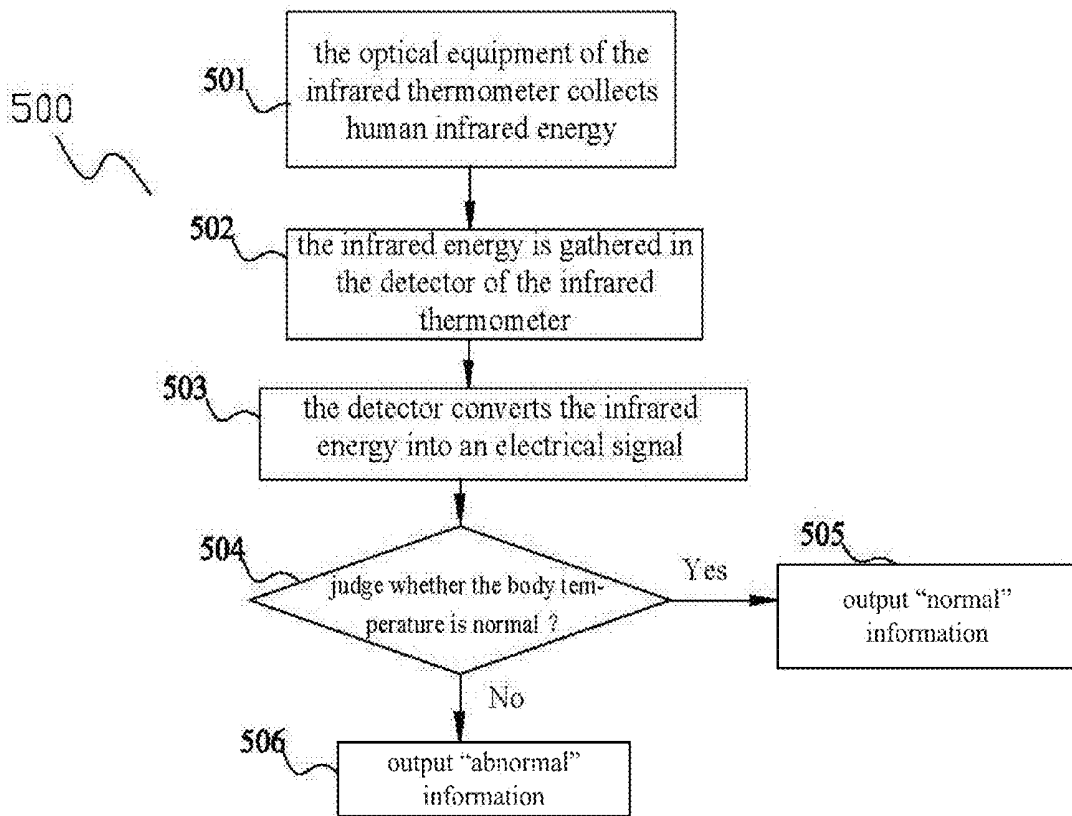 500
501
the optical equipment of the
infrared thermometer collects
human infrared energy
502
the infrared energy is gathered in
the detector of the infrared
thermometer
503
the detector converts the infrared
energy into an electrical signal
504
judge whether the body tem-
perature is normal ?
Yes
505
output “normal”
information
No
506
output “abnormal”
information